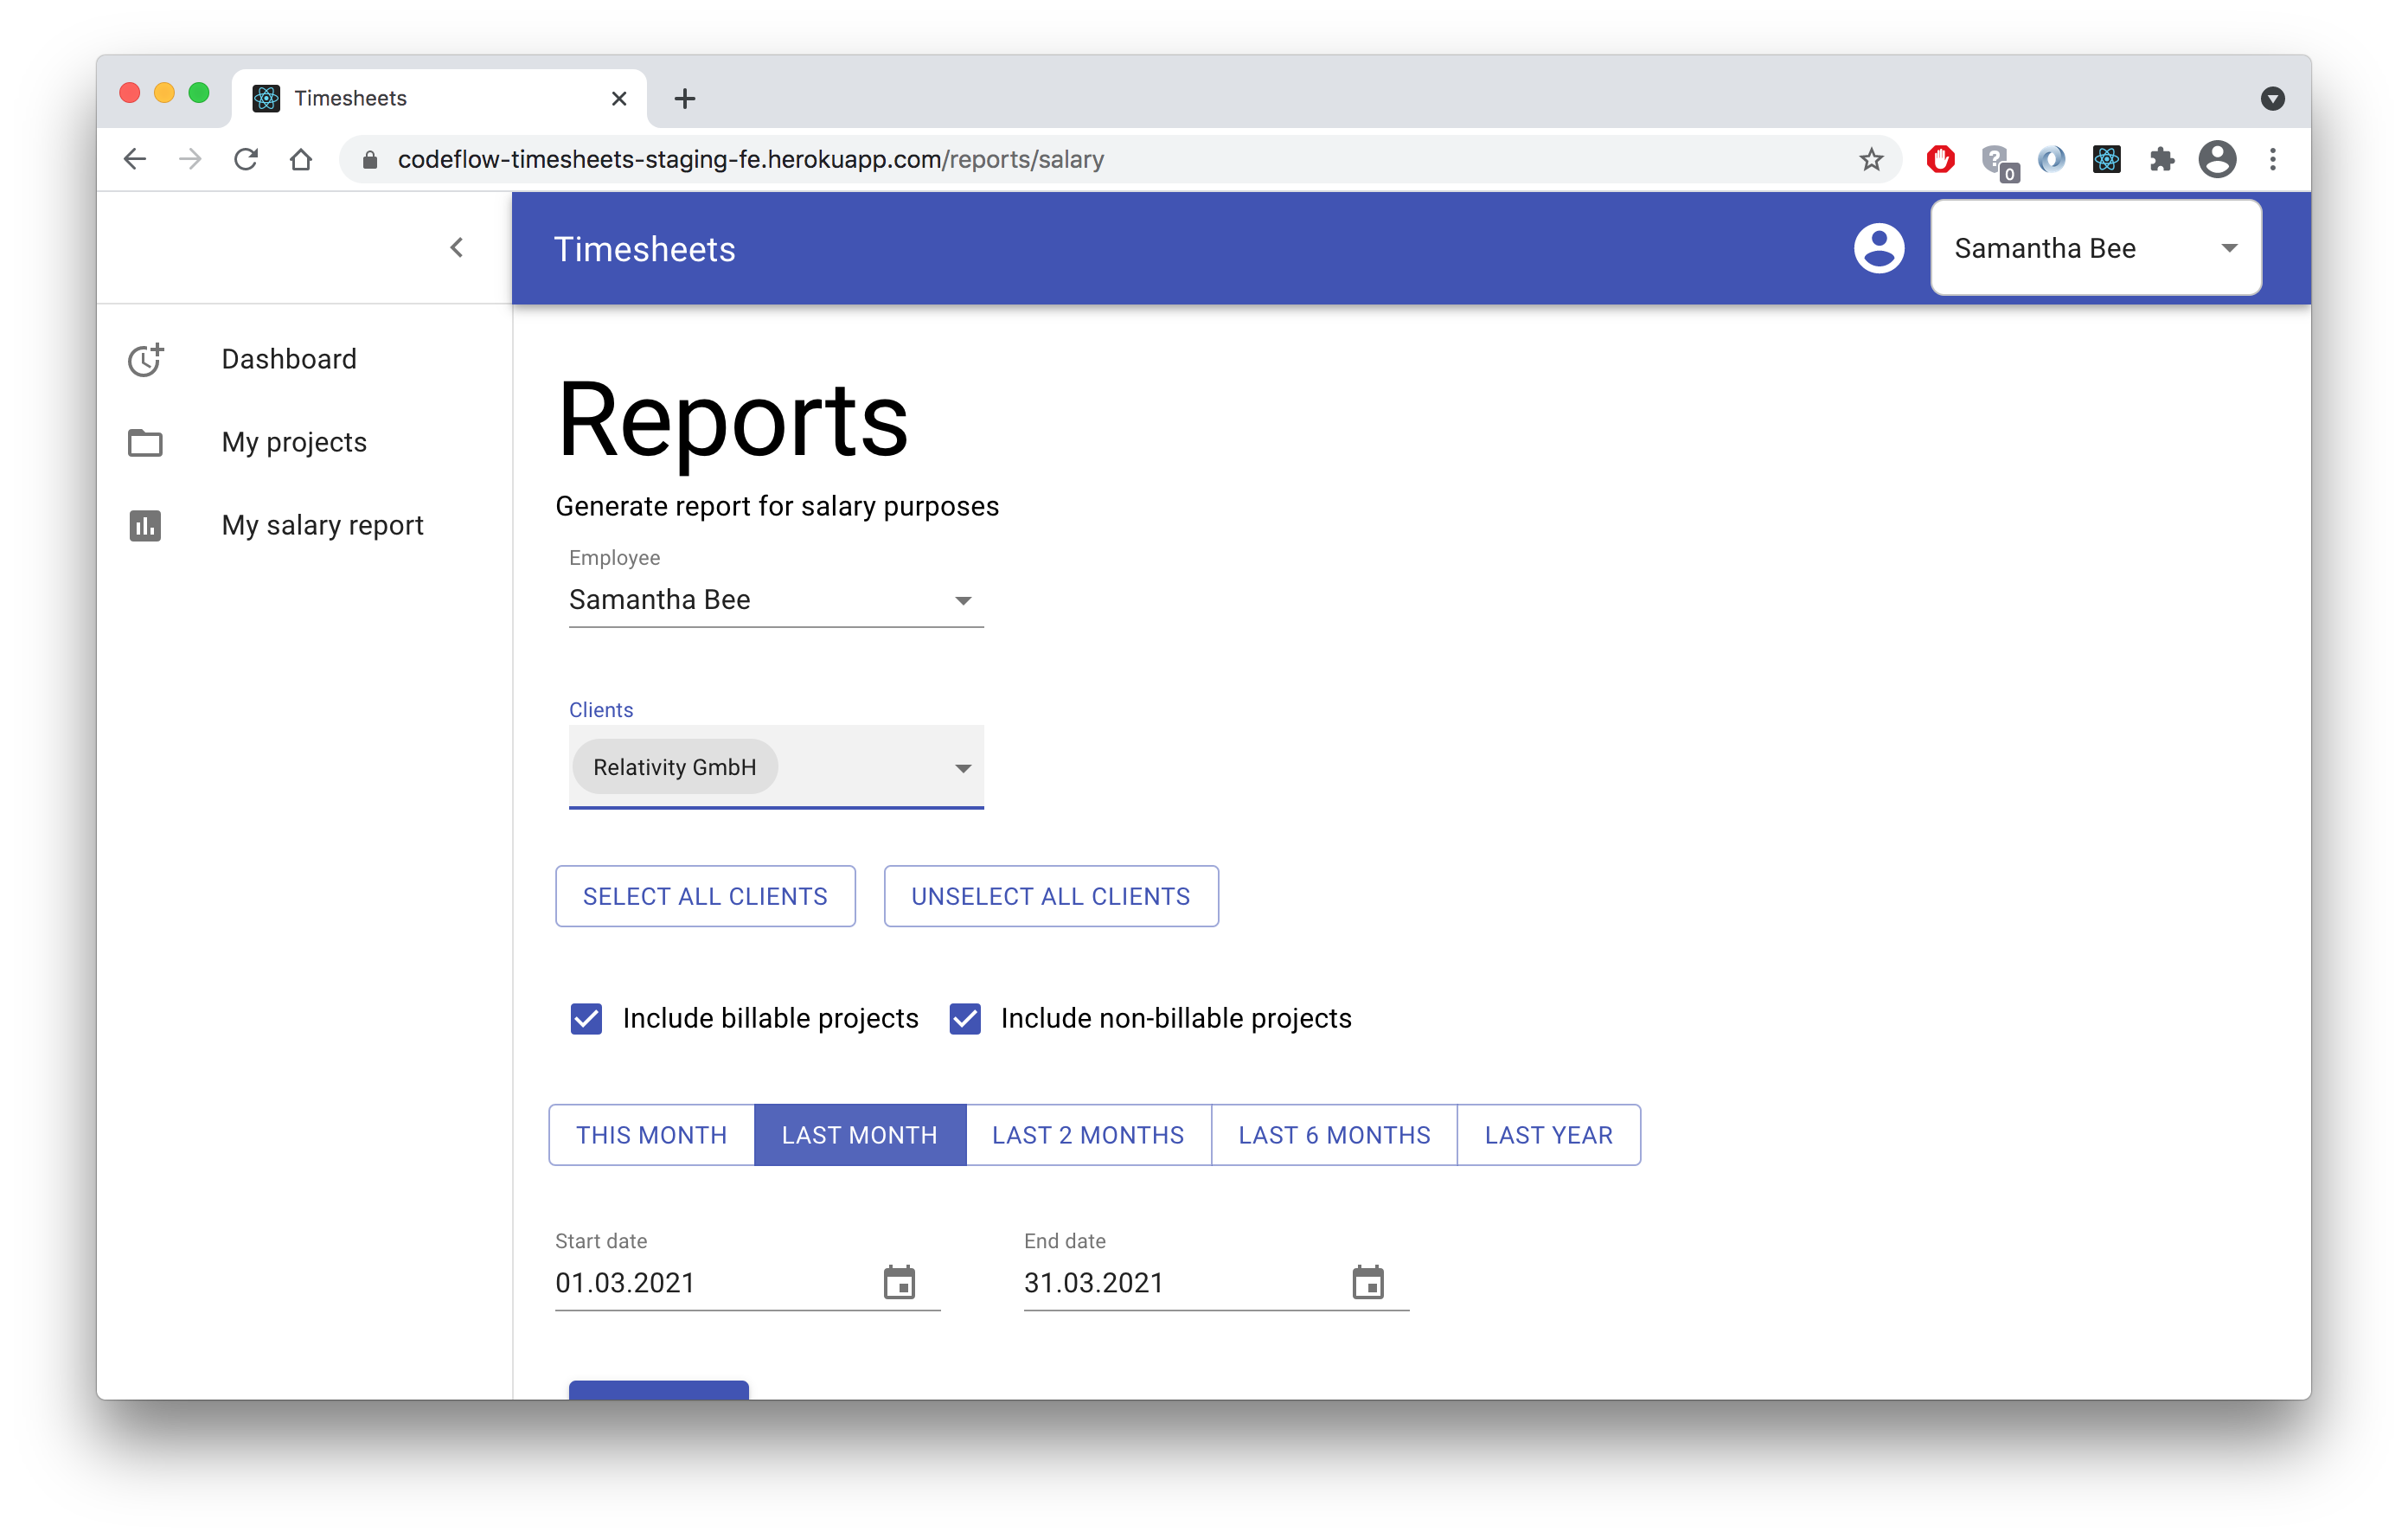 Timesheets
codeflow-timesheets-staging-fe.herokuapp.com/reports/salary
0
Timesheets
Samantha Bee
Dashboard
My projects
My salary report
Reports
Generate report for salary purposes
Employee
Samantha Bee
Clients
Relativity GmbH
SELECT ALL CLIENTS UNSELECT ALL CLIENTS
Include billable projects Include non-billable projects
THIS MONTH LAST MONTH LAST 2 MONTHS LAST 6 MONTHS LAST YEAR
Start date End date
01.03.2021 31.03.2021